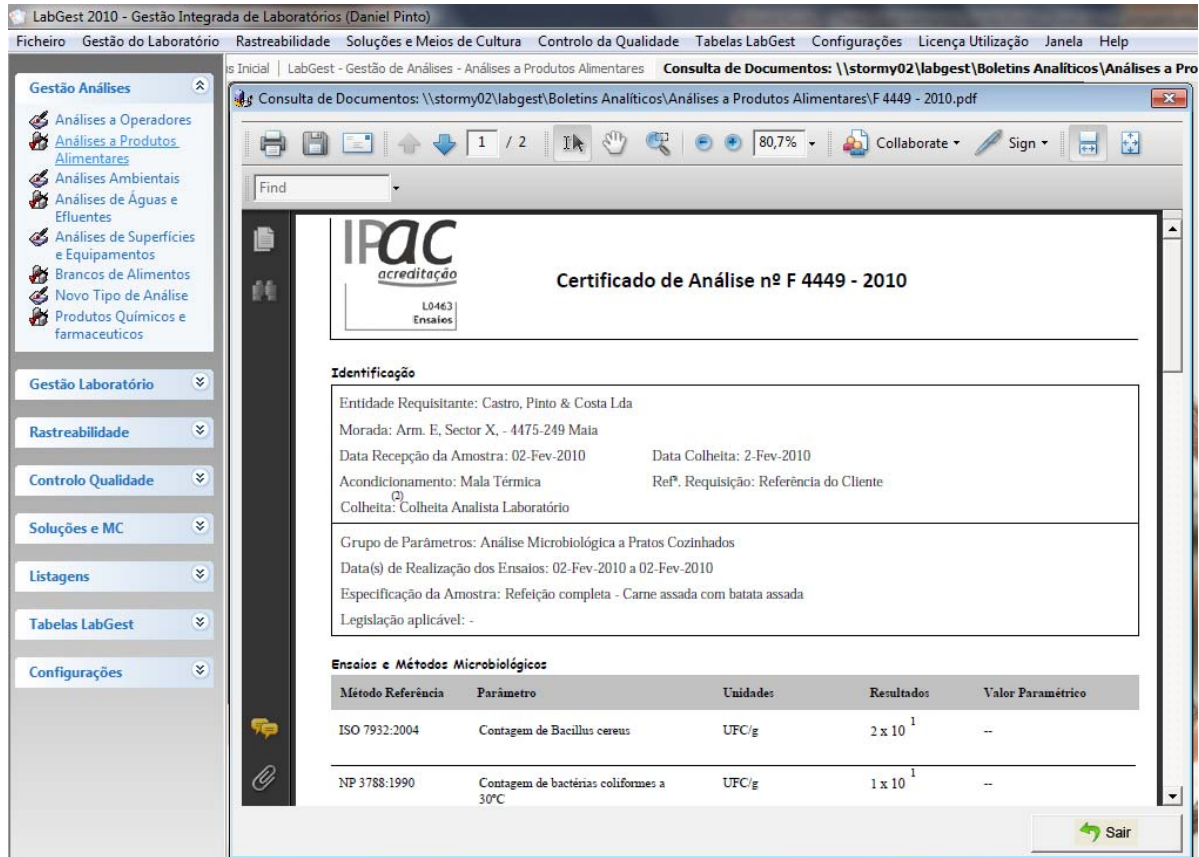 LabGest 2010 - Gestão Integrada de Laboratórios (Daniel Pinto)
Ficheiro Gestão do Laboratório Rastreabilidade Soluções e Meios de Cultura Controlo da Qualidade Tabelas LabGest Configurações Licença Utilização Janela Help
s Inicial LabGest - Gestão de Análises - Análises a Produtos Alimentares Consulta de Documentos: \\stormy02\labgest\Boletins Analíticos\Análises a Pro
Gestão Análises
Análises a Operadores
Análises a Produtos
Alimentares
Análises Ambientais
Análises de Águas e
Efluentes
Análises de Superfícies
e Equipamentos
Brancos de Alimentos
Novo Tipo de Análise
Produtos Químicos e
farmaceuticos
Gestão Laboratório
Rastreabilidade
Controlo Qualidade
Soluções e MC
Listagens
Tabelas LabGest
Configurações
Consulta de Documentos: \\stormy02\labgest\Boletins Analíticos\Análises a Produtos Alimentares\F 4449 - 2010.pdf
1 / 2 80,7% Collaborate Sign
Find
IPac
acreditação
L0463
Ensaios
Certificado de Análise nº F 4449 - 2010
Identificação
Entidade Requisitante: Castro, Pinto & Costa Lda
Morada: Arm. E, Sector X, - 4475-249 Maia
Data Recepção da Amostra: 02-Fev-2010 Data Colheita: 2-Fev-2010
Acondicionamento: Mala Térmica Refª. Requisição: Referência do Cliente
Colheita:(2) Colheita Analista Laboratório
Grupo de Parâmetros: Análise Microbiológica a Pratos Cozinhados
Data(s) de Realização dos Ensaios: 02-Fev-2010 a 02-Fev-2010
Especificação da Amostra: Refeição completa - Carne assada com batata assada
Legislação aplicável: -
Ensaios e Métodos Microbiológicos
Método Referência Parâmetro Unidades Resultados Valor Paramétrico
ISO 7932:2004 Contagem de Bacillus cereus UFC/g 2 x 10 1 --
NP 3788:1990 Contagem de bactérias coliformes a UFC/g 1 x 10 1 --
30ºC
Sair